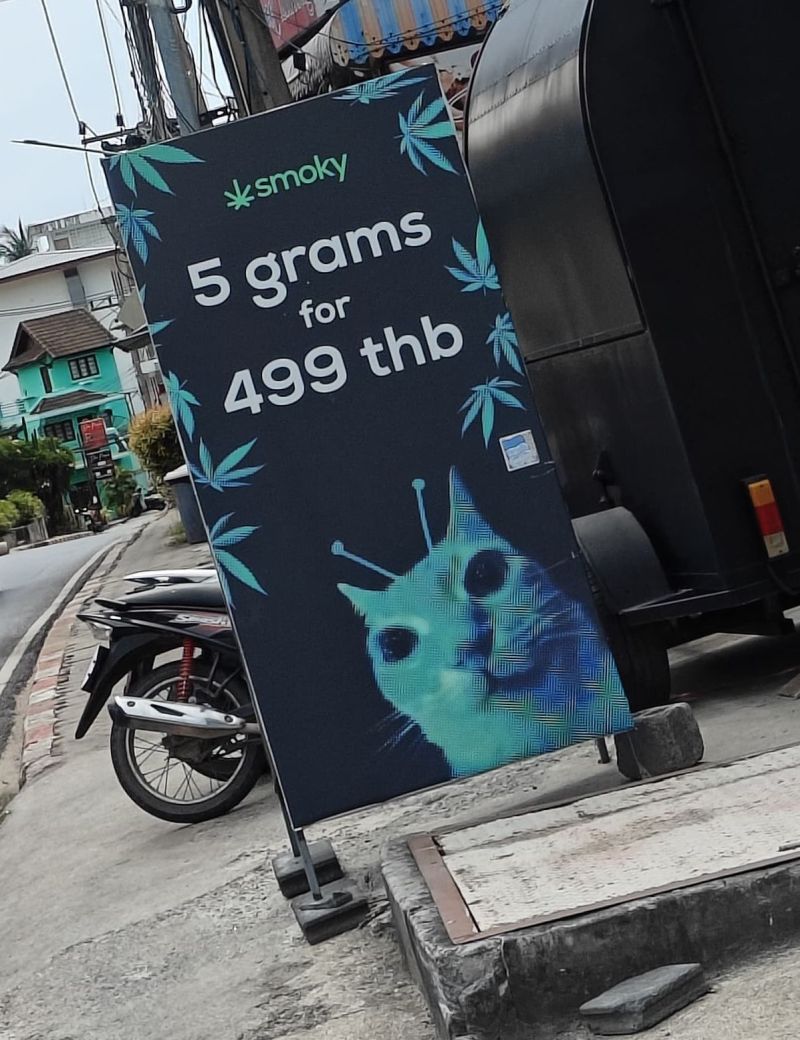 smoky
5 grams
for
499 thb